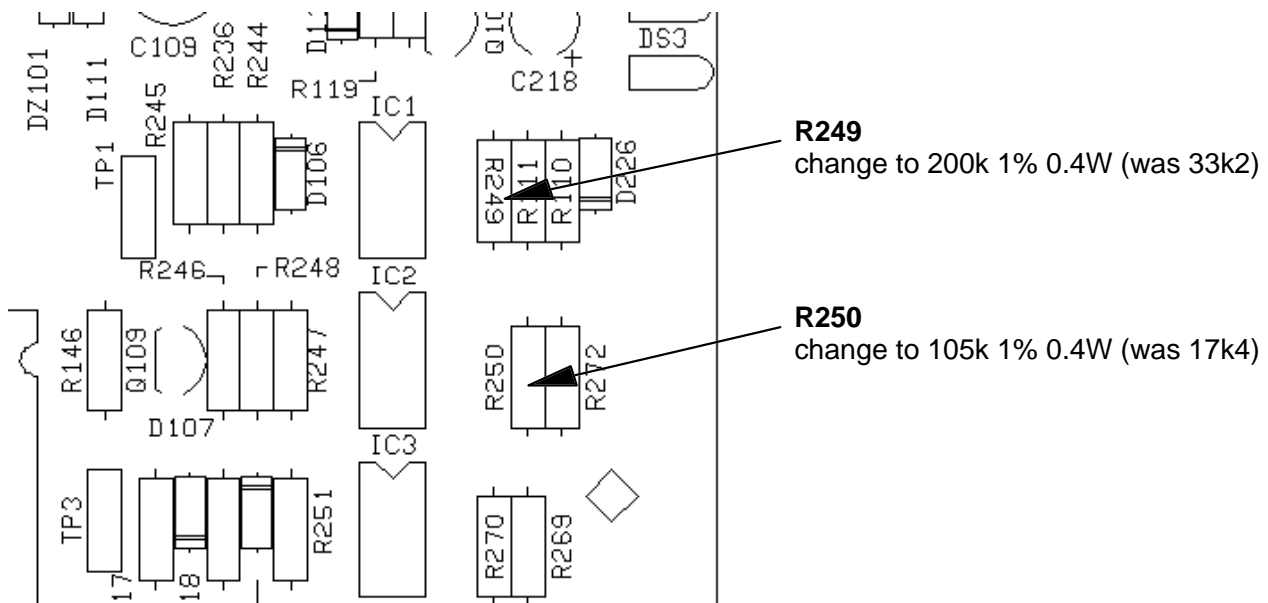 C109
R236
R244
DS3
C218
R119
DZ101
D111
R245
IC1
R249
change to 200k 1% 0.4W (was 33k2)
TP1
D106
R249
R111
R110
D226
R246
R248
IC2
R250
change to 105k 1% 0.4W (was 17k4)
R146
Q109
R247
R250
R272
D107
IC3
TP3
R251
R270
R269
17
18